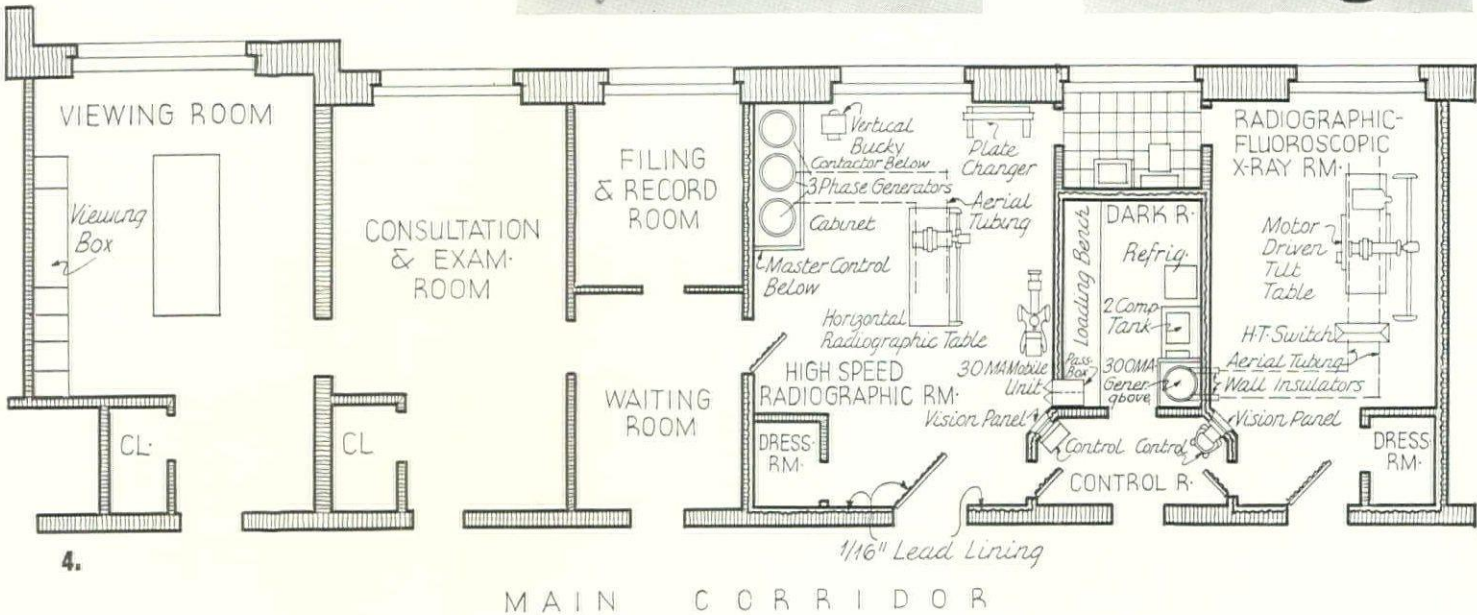 VIEWING ROOM
Viewing
Box
CL.
CONSULTATION
& EXAM.
ROOM
CL
FILING
& RECORD
ROOM
WAITING
ROOM
Vertical
Bucky
Contactor Below
3 Phase Generators
Cabinet
Master Control
Below
Plate
Changer
Aerial
Tubing
Horizontal
Radiographic Table
HIGH SPEED
RADIOGRAPHIC RM.
30 MA Mobile
Unit
Vision Panel
DRESS.
RM.
Loading Bench
Pass
Box
DARK R.
Refrig.
2 Comp
Tank
300MA
Gener
above
Control
Control
CONTROL R.
RADIOGRAPHIC-
FLUOROSCOPIC
X-RAY RM.
Motor
Driven
Tilt
Table
H.T. Switch
Aerial Tubing
Wall Insulators
Vision Panel
DRESS.
RM.
1/16" Lead Lining
4.
MAIN CORRIDOR